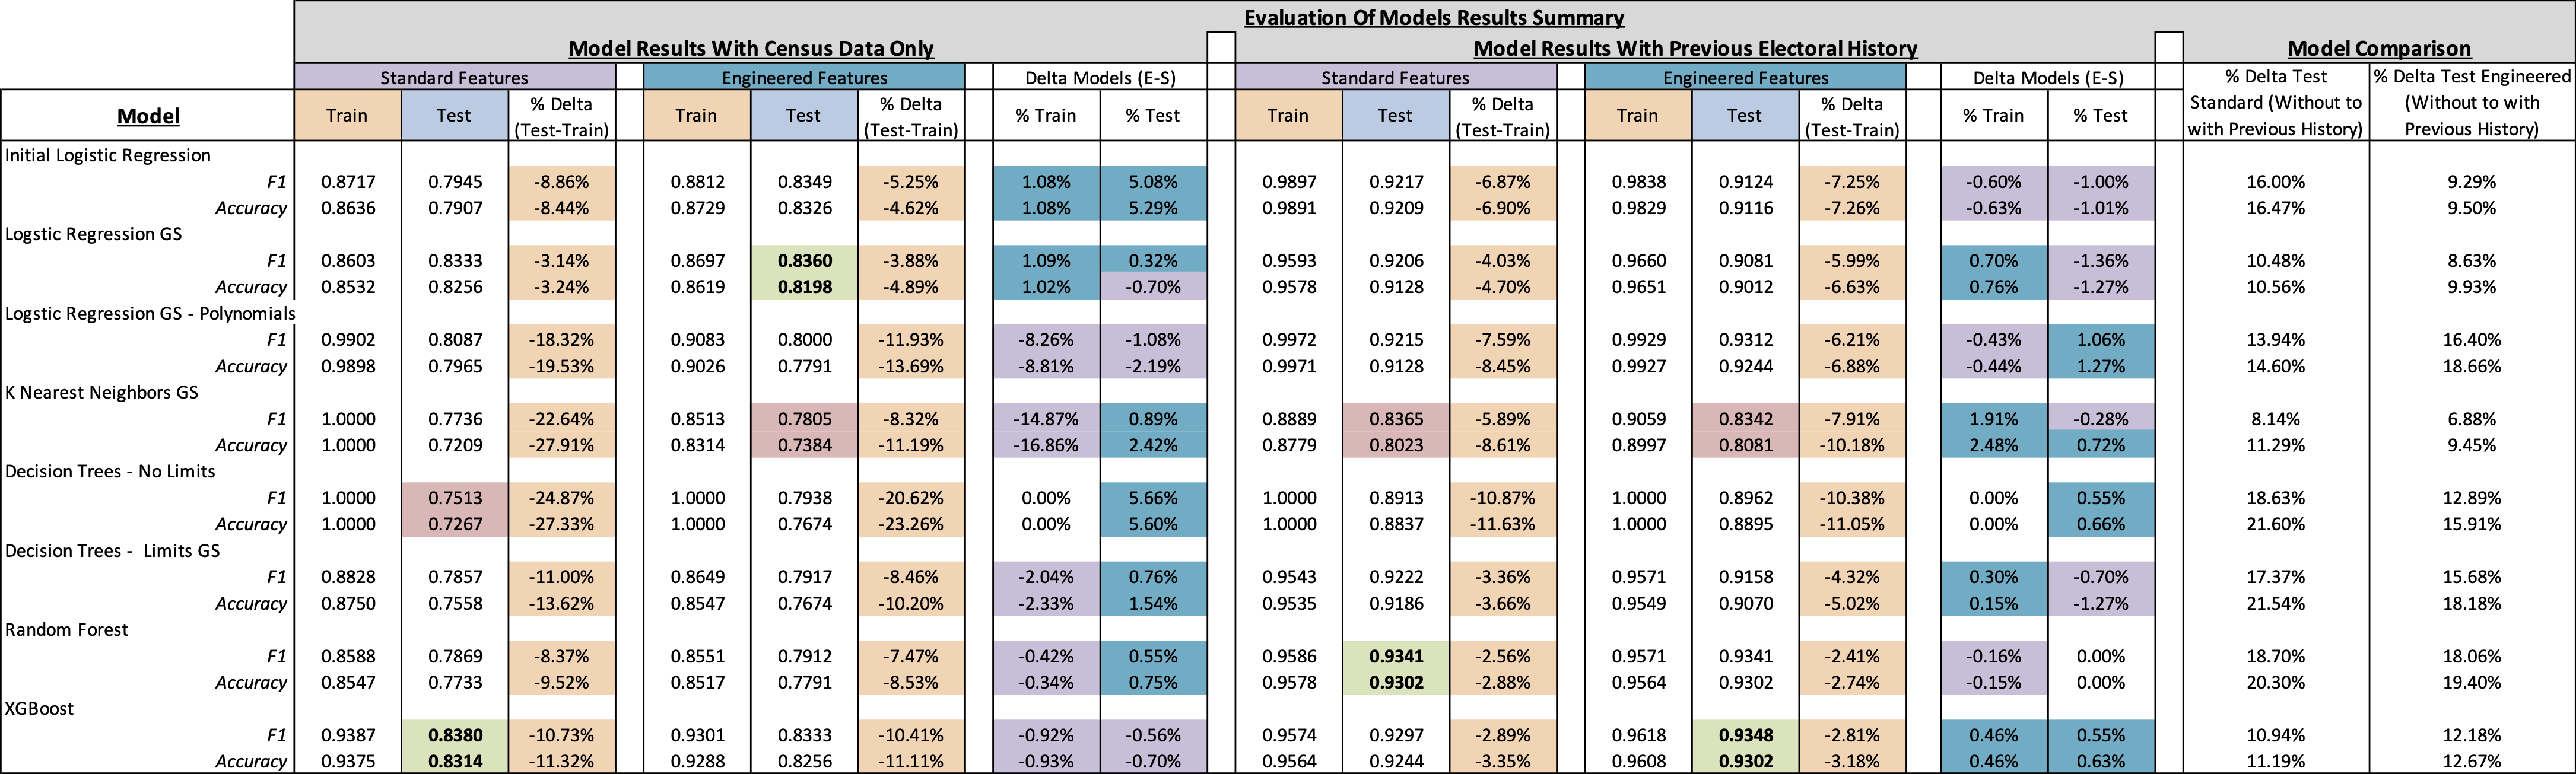 Evaluation Of Models Results Summary
Model Results With Census Data Only Model Results With Previous Electoral History Model Comparison
Standard Features Engineered Features Delta Models (E-S) Standard Features Engineered Features Delta Models (E-S) % Delta Test Standard (Without to with Previous History) % Delta Test Engineered (Without to with Previous History)
Model Train Test % Delta (Test-Train) Train Test % Delta (Test-Train) % Train % Test Train Test % Delta (Test-Train) Train Test % Delta (Test-Train) % Train % Test
Initial Logistic Regression
F1 0.8717 0.7945 -8.86% 0.8812 0.8349 -5.25% 1.08% 5.08% 0.9897 0.9217 -6.87% 0.9838 0.9124 -7.25% -0.60% -1.00% 16.00% 9.29%
Accuracy 0.8636 0.7907 -8.44% 0.8729 0.8326 -4.62% 1.08% 5.29% 0.9891 0.9209 -6.90% 0.9829 0.9116 -7.26% -0.63% -1.01% 16.47% 9.50%
Logstic Regression GS
F1 0.8603 0.8333 -3.14% 0.8697 0.8360 -3.88% 1.09% 0.32% 0.9593 0.9206 -4.03% 0.9660 0.9081 -5.99% 0.70% -1.36% 10.48% 8.63%
Accuracy 0.8532 0.8256 -3.24% 0.8619 0.8198 -4.89% 1.02% -0.70% 0.9578 0.9128 -4.70% 0.9651 0.9012 -6.63% 0.76% -1.27% 10.56% 9.93%
Logstic Regression GS - Polynomials
F1 0.9902 0.8087 -18.32% 0.9083 0.8000 -11.93% -8.26% -1.08% 0.9972 0.9215 -7.59% 0.9929 0.9312 -6.21% -0.43% 1.06% 13.94% 16.40%
Accuracy 0.9898 0.7965 -19.53% 0.9026 0.7791 -13.69% -8.81% -2.19% 0.9971 0.9128 -8.45% 0.9927 0.9244 -6.88% -0.44% 1.27% 14.60% 18.66%
K Nearest Neighbors GS
F1 1.0000 0.7736 -22.64% 0.8513 0.7805 -8.32% -14.87% 0.89% 0.8889 0.8365 -5.89% 0.9059 0.8342 -7.91% 1.91% -0.28% 8.14% 6.88%
Accuracy 1.0000 0.7209 -27.91% 0.8314 0.7384 -11.19% -16.86% 2.42% 0.8779 0.8023 -8.61% 0.8997 0.8081 -10.18% 2.48% 0.72% 11.29% 9.45%
Decision Trees - No Limits
F1 1.0000 0.7513 -24.87% 1.0000 0.7938 -20.62% 0.00% 5.66% 1.0000 0.8913 -10.87% 1.0000 0.8962 -10.38% 0.00% 0.55% 18.63% 12.89%
Accuracy 1.0000 0.7267 -27.33% 1.0000 0.7674 -23.26% 0.00% 5.60% 1.0000 0.8837 -11.63% 1.0000 0.8895 -11.05% 0.00% 0.66% 21.60% 15.91%
Decision Trees - Limits GS
F1 0.8828 0.7857 -11.00% 0.8649 0.7917 -8.46% -2.04% 0.76% 0.9543 0.9222 -3.36% 0.9571 0.9158 -4.32% 0.30% -0.70% 17.37% 15.68%
Accuracy 0.8750 0.7558 -13.62% 0.8547 0.7674 -10.20% -2.33% 1.54% 0.9535 0.9186 -3.66% 0.9549 0.9070 -5.02% 0.15% -1.27% 21.54% 18.18%
Random Forest
F1 0.8588 0.7869 -8.37% 0.8551 0.7912 -7.47% -0.42% 0.55% 0.9586 0.9341 -2.56% 0.9571 0.9341 -2.41% -0.16% 0.00% 18.70% 18.06%
Accuracy 0.8547 0.7733 -9.52% 0.8517 0.7791 -8.53% -0.34% 0.75% 0.9578 0.9302 -2.88% 0.9564 0.9302 -2.74% -0.15% 0.00% 20.30% 19.40%
XGBoost
F1 0.9387 0.8380 -10.73% 0.9301 0.8333 -10.41% -0.92% -0.56% 0.9574 0.9297 -2.89% 0.9618 0.9348 -2.81% 0.46% 0.55% 10.94% 12.18%
Accuracy 0.9375 0.8314 -11.32% 0.9288 0.8256 -11.11% -0.93% -0.70% 0.9564 0.9244 -3.35% 0.9608 0.9302 -3.18% 0.46% 0.63% 11.19% 12.67%